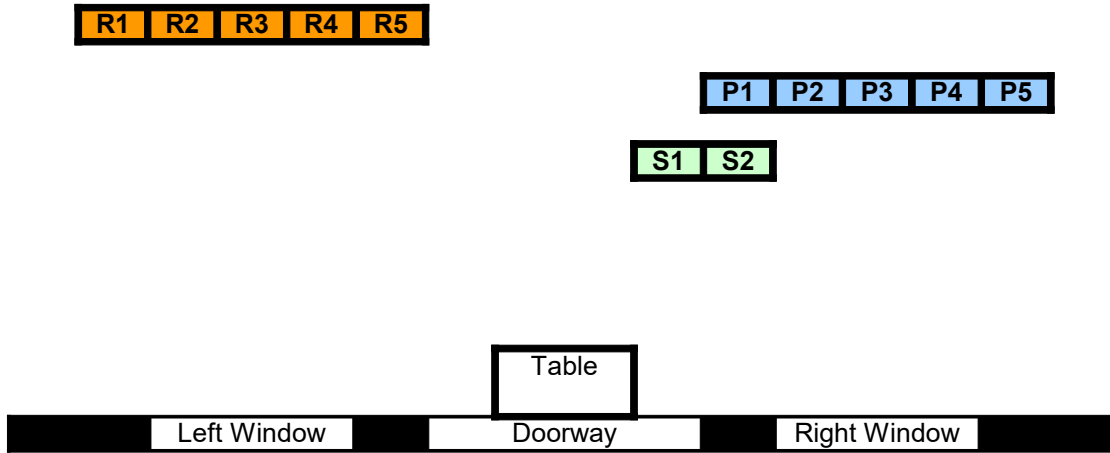 R1 R2 R3 R4 R5
P1 P2 P3 P4 P5
S1 S2
Table
Left Window Doorway Right Window